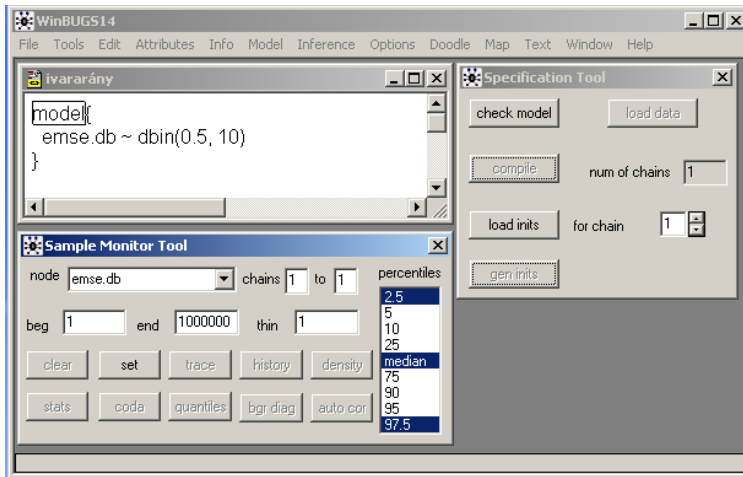 WinBUGS14
File Tools Edit Attributes Info Model Inference Options Doodle Map Text Window Help
ivararány
model{
emse.db ~ dbin(0.5, 10)
}
Specification Tool
check model load data
compile num of chains 1
load inits for chain 1
gen inits
Sample Monitor Tool
node emse.db chains 1 to 1 percentiles
beg 1 end 1000000 thin 1
clear set trace history density
stats coda quantiles bgr diag auto cor
2.5
5
10
25
median
75
90
95
97.5